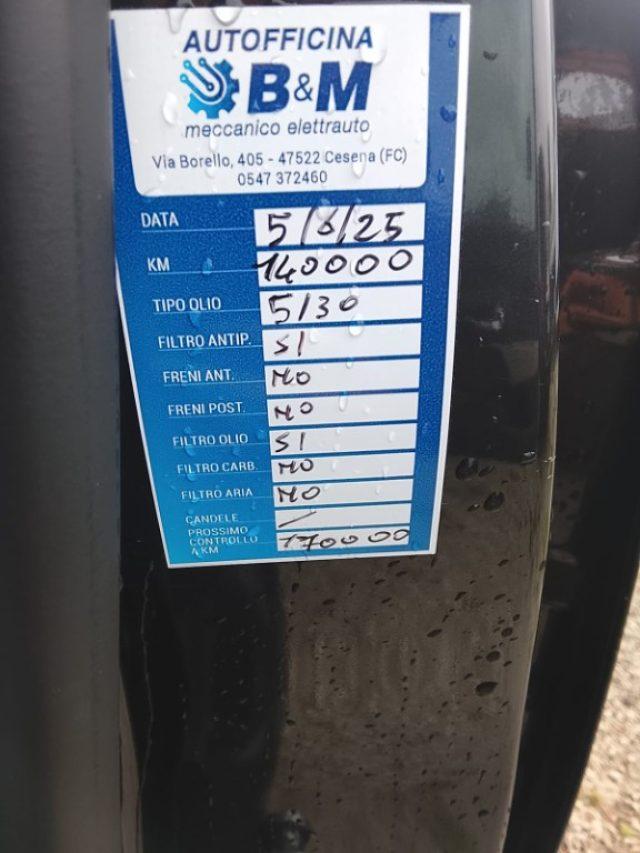 AUTOFFICINA
B&M
meccanico elettrauto
Via Borello, 405 - 47522 Cesena (FC)
0547 372460
DATA 5/8/25
KM 140000
TIPO OLIO 5/30
FILTRO ANTIP. SI
FRENI ANT. NO
FRENI POST. NO
FILTRO OLIO SI
FILTRO CARB. NO
FILTRO ARIA NO
CANDELE /
PROSSIMO
CONTROLLO
A KM 170000